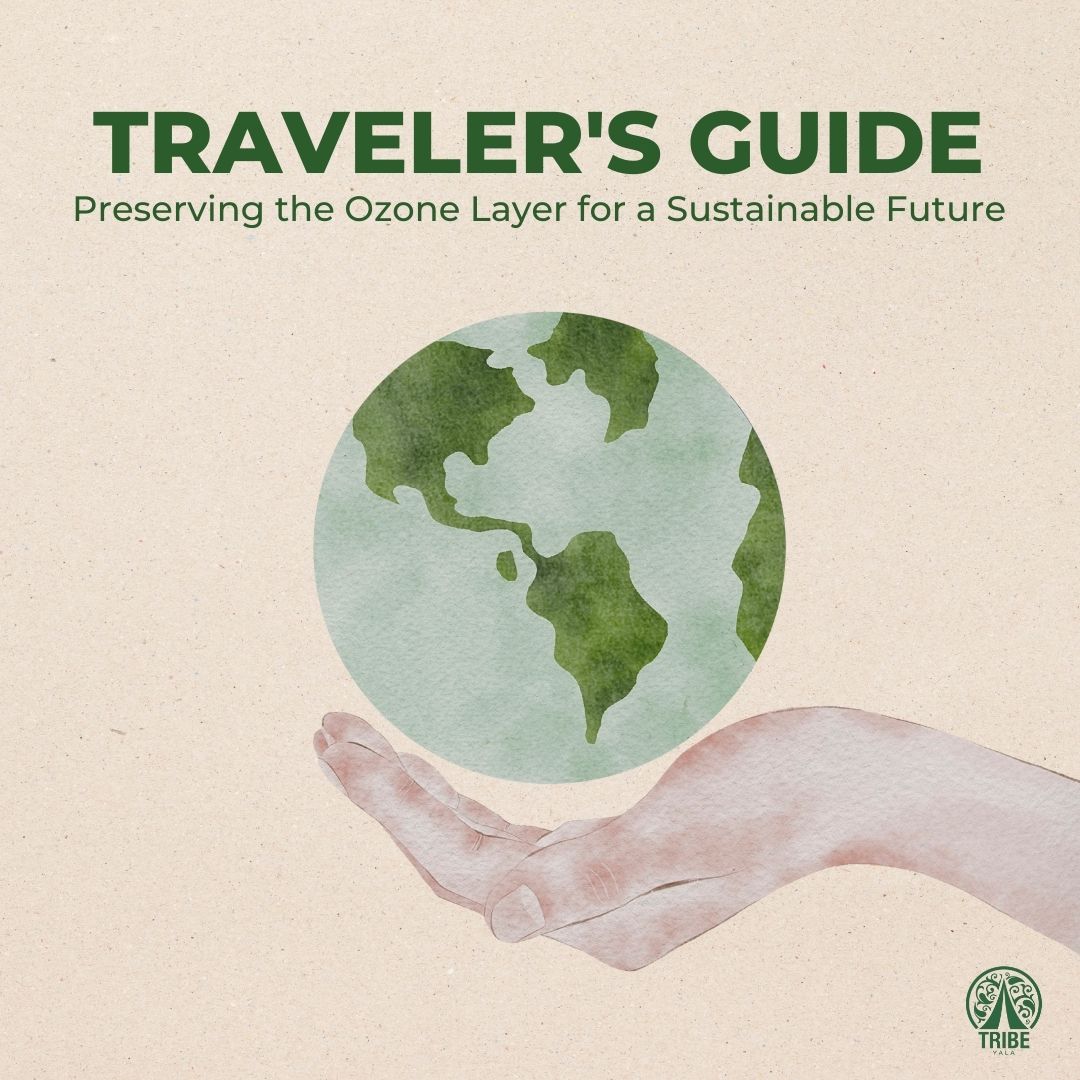 TRAVELER'S GUIDE
Preserving the Ozone Layer for a Sustainable Future
TRIBE
YALA